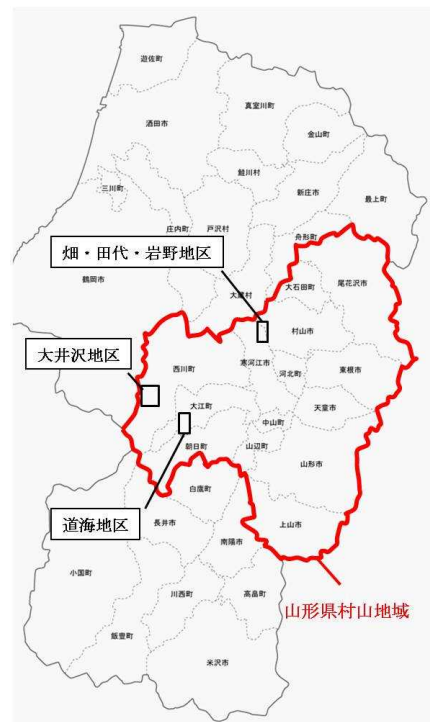 遊佐町
真室川町
酒田市
金山町
鮭川村
三川町
新庄市
最上町
庄内町
戸沢村
舟形町
畑・田代・岩野地区
鶴岡市
大蔵村
大石田町
尾花沢市
村山市
大井沢地区
西川町
寒河江市
河北町
東根市
大江町
天童市
中山町
朝日町
山辺町
山形市
白鷹町
道海地区
長井市
上山市
南陽市
小国町
川西町
高畠町
山形県村山地域
飯豊町
米沢市